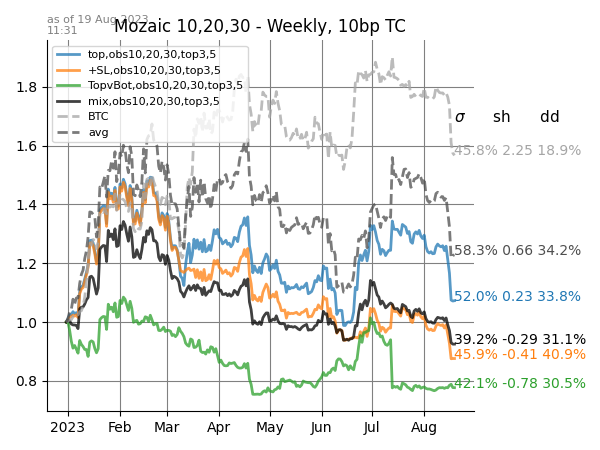 as of 19 Aug 2023
11:31
Mozaic 10,20,30 - Weekly, 10bp TC
top,obs10,20,30,top3,5
+SL,obs10,20,30,top3,5
TopvBot,obs10,20,30,top3,5
mix,obs10,20,30,top3,5
BTC
avg
σ sh dd
45.8% 2.25 18.9%
58.3% 0.66 34.2%
52.0% 0.23 33.8%
39.2% -0.29 31.1%
45.9% -0.41 40.9%
42.1% -0.78 30.5%
1.8
1.6
1.4
1.2
1.0
0.8
2023 Feb Mar Apr May Jun Jul Aug